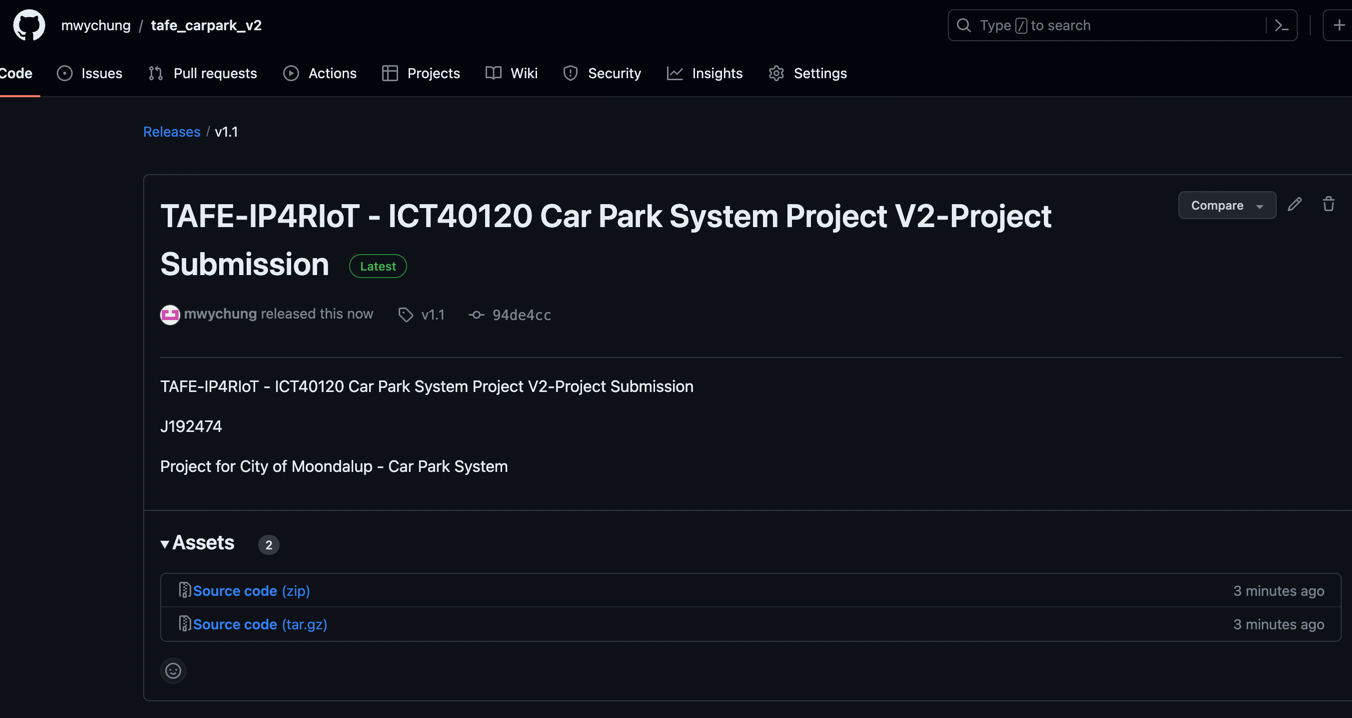 mwychung / tafe_carpark_v2
Type / to search
Code Issues Pull requests Actions Projects Wiki Security Insights Settings
Releases / v1.1
TAFE-IP4RIoT - ICT40120 Car Park System Project V2-Project
Submission Latest
Compare
mwychung released this now v1.1 94de4cc
TAFE-IP4RIoT - ICT40120 Car Park System Project V2-Project Submission
J192474
Project for City of Moondalup - Car Park System
Assets 2
Source code (zip) 3 minutes ago
Source code (tar.gz) 3 minutes ago